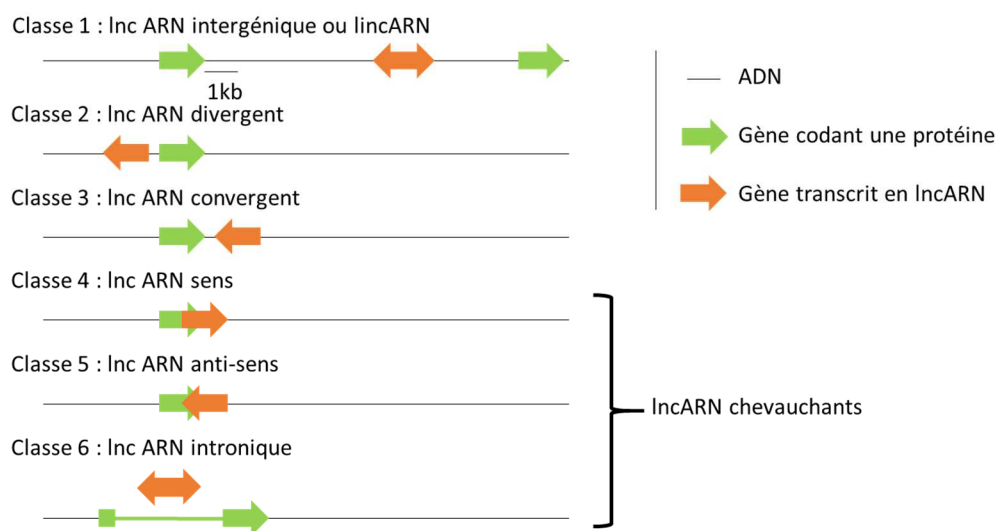 Classe 1 : lnc ARN intergénique ou lincARN
1kb
ADN
Gène codant une protéine
Gène transcrit en lncARN
Classe 2 : lnc ARN divergent
Classe 3 : lnc ARN convergent
Classe 4 : lnc ARN sens
Classe 5 : lnc ARN anti-sens
Classe 6 : lnc ARN intronique
lncARN chevauchants